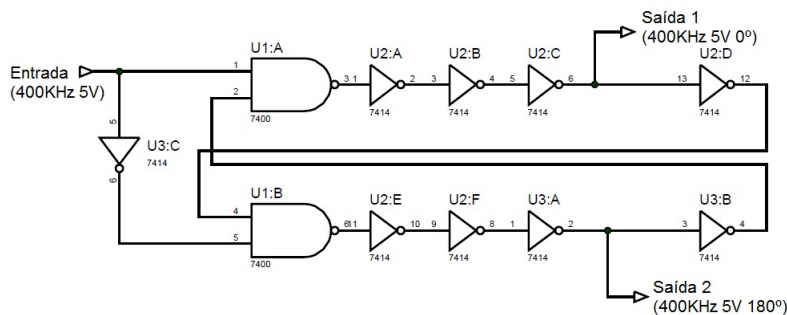 Entrada
(400KHz 5V)
5
U3:C
7414
6
U1:A
1
2
3
7400
U2:A
1
2
7414
U2:B
3
4
7414
U2:C
5
6
7414
Saída 1
(400KHz 5V 0º)
U2:D
13
12
7414
U1:B
4
5
6
7400
U2:E
11
10
7414
U2:F
9
8
7414
U3:A
1
2
7414
U3:B
3
4
7414
Saída 2
(400KHz 5V 180º)